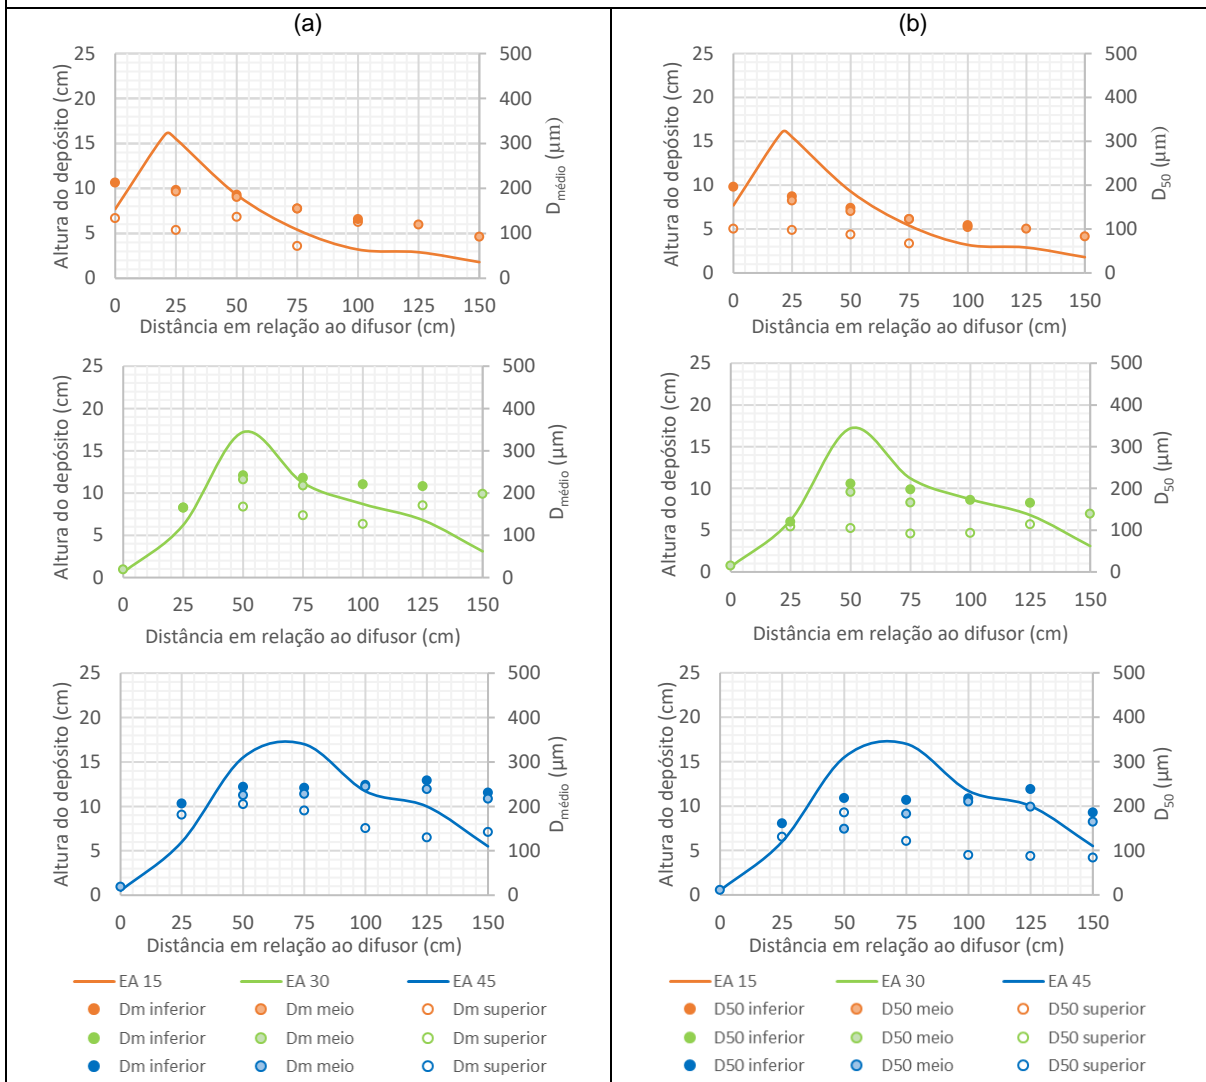 (a)
(b)
25
20
15
10
5
0
Altura do depósito (cm)
500
400
300
200
100
0
D médio (µm)
0 25 50 75 100 125 150
Distância em relação ao difusor (cm)
25
20
15
10
5
0
Altura do depósito (cm)
500
400
300
200
100
0
D50 (µm)
0 25 50 75 100 125 150
Distância em relação ao difusor (cm)
25
20
15
10
5
0
Altura do depósito (cm)
500
400
300
200
100
0
D médio (µm)
0 25 50 75 100 125 150
Distância em relação ao difusor (cm)
25
20
15
10
5
0
Altura do depósito (cm)
500
400
300
200
100
0
D50 (µm)
0 25 50 75 100 125 150
Distância em relação ao difusor (cm)
25
20
15
10
5
0
Altura do depósito (cm)
500
400
300
200
100
0
D médio (µm)
0 25 50 75 100 125 150
Distância em relação ao difusor (cm)
25
20
15
10
5
0
Altura do depósito (cm)
500
400
300
200
100
0
D50 (µm)
0 25 50 75 100 125 150
Distância em relação ao difusor (cm)
EA 15 EA 30 EA 45
Dm inferior Dm meio Dm superior
Dm inferior Dm meio Dm superior
Dm inferior Dm meio Dm superior
EA 15 EA 30 EA 45
D50 inferior D50 meio D50 superior
D50 inferior D50 meio D50 superior
D50 inferior D50 meio D50 superior